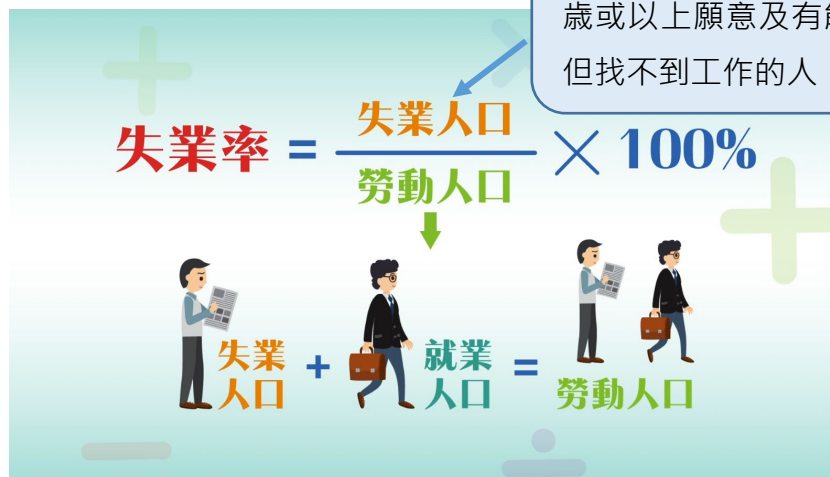 歳或以上願意及有
但找不到工作的人
失業率 = 失業人口 × 100%
勞動人口
失業 + 就業 =
人口 人口 勞動人口